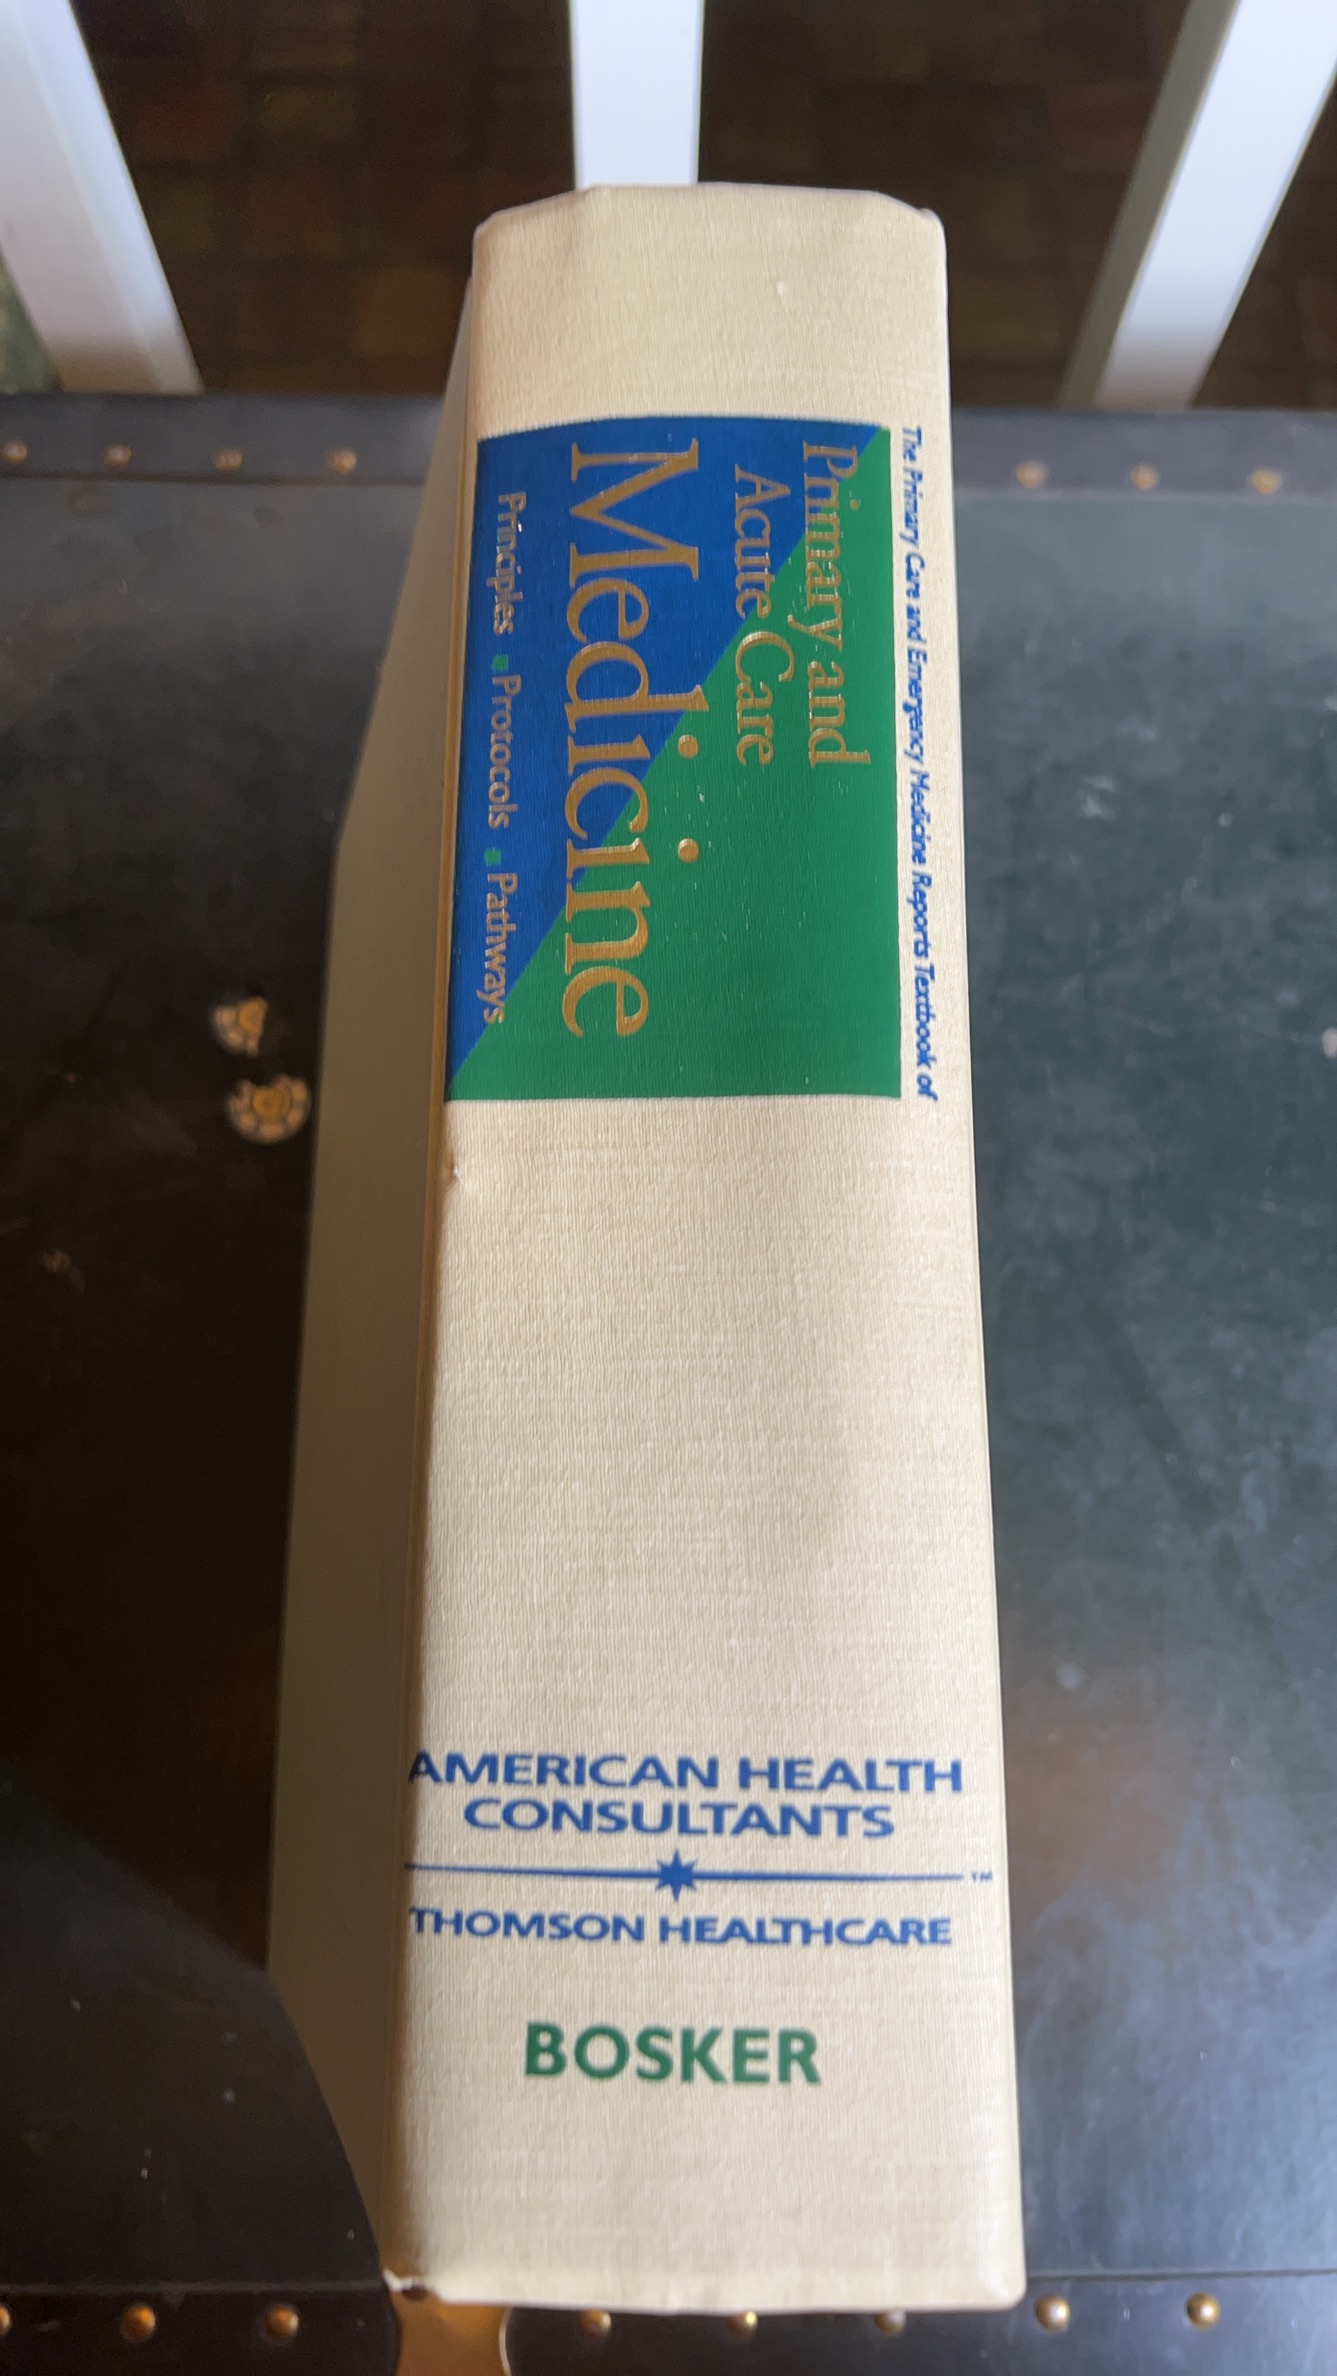 The Primary Care and Emergency Medicine Reports Textbook of
Primary and
Acute Care
Medicine
Principles ▪ Protocols ▪ Pathways
AMERICAN HEALTH
CONSULTANTS
™
THOMSON HEALTHCARE
BOSKER